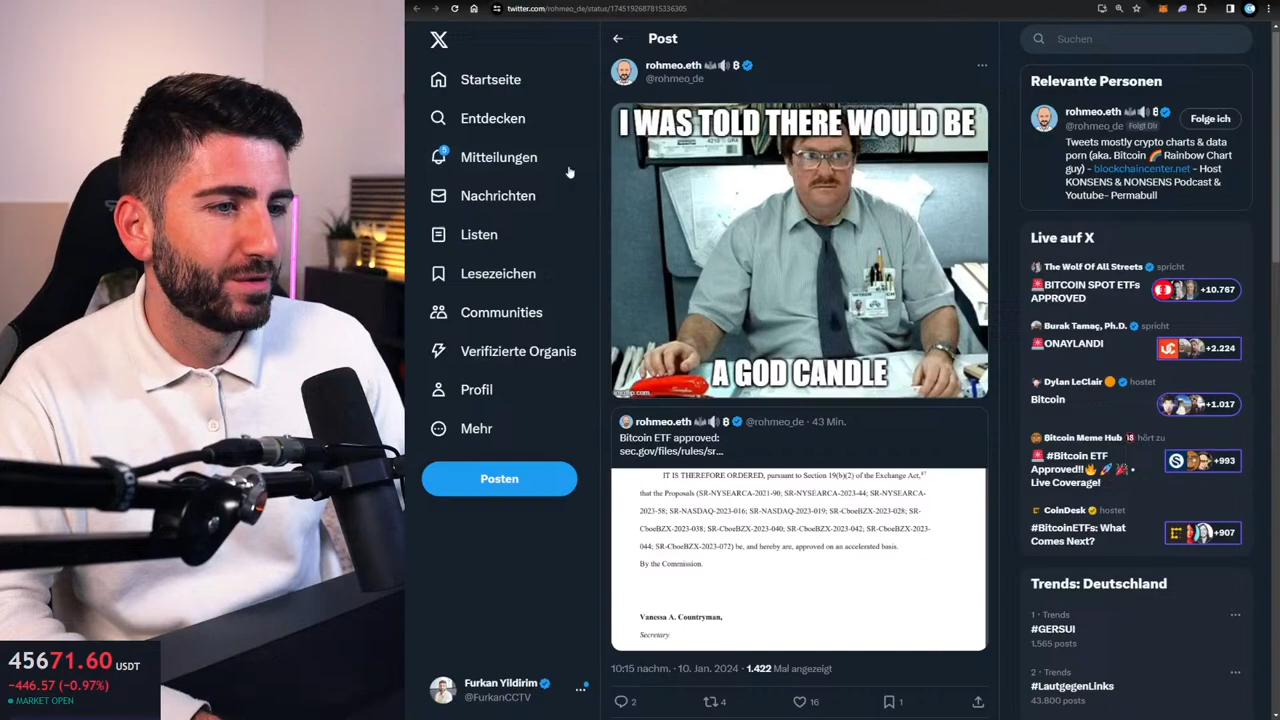 twitter.com/rohmeo_de/status/1745192687815336305
Startseite
Entdecken
5
Mitteilungen
Nachrichten
Listen
Lesezeichen
Communities
Verifizierte Organis
Profil
Mehr
Posten
Furkan Yildirim
@FurkanCCTV
Post
rohmeo.eth
@rohmeo_de
I WAS TOLD THERE WOULD BE
A GOD CANDLE
imgflip.com
rohmeo.eth @rohmeo_de · 43 Min.
Bitcoin ETF approved:
sec.gov/files/rules/sr...
IT IS THEREFORE ORDERED, pursuant to Section 19(b)(2) of the Exchange Act,
that the Proposals (SR-NYSEARCA-2021-90; SR-NYSEARCA-2023-44; SR-NYSEARCA-
2023-58; SR-NASDAQ-2023-016; SR-NASDAQ-2023-019; SR-CboeBZX-2023-028; SR-
CboeBZX-2023-038; SR-CboeBZX-2023-040; SR-CboeBZX-2023-042; SR-CboeBZX-2023-
044; SR-CboeBZX-2023-072) be, and hereby are, approved on an accelerated basis.
By the Commission.
Vanessa A. Countryman,
Secretary.
10:15 nachm. · 10. Jan. 2024 · 1.422 Mal angezeigt
2
4
16
1
Suchen
Relevante Personen
rohmeo.eth
@rohmeo_de Folgt Dir
Folge ich
Tweets mostly crypto charts & data
porn (aka. Bitcoin 🌈 Rainbow Chart
guy) - blockchaincenter.net - Host
KONSENS & NONSENS Podcast &
Youtube- Permabull
Live auf X
The Wolf Of All Streets spricht
🚨BITCOIN SPOT ETFs
APPROVED
+10.767
Burak Tamaç, Ph.D. spricht
🚨ONAYLANDI
+2.224
Dylan LeClair 🟠 hostet
Bitcoin
+1.017
Bitcoin Meme Hub 🔞 hört zu
🚨 #Bitcoin ETF
Approved!!🔥 🚀 🎉 •
Live Coverage!
+993
CoinDesk hostet
#BitcoinETFs: What
Comes Next?
+907
Trends: Deutschland
1 · Trends
#GERSUI
1.565 posts
2 · Trends
#LautgegenLinks
43.800 posts
45671.60 USDT
-446.57 (-0.97%)
MARKET OPEN